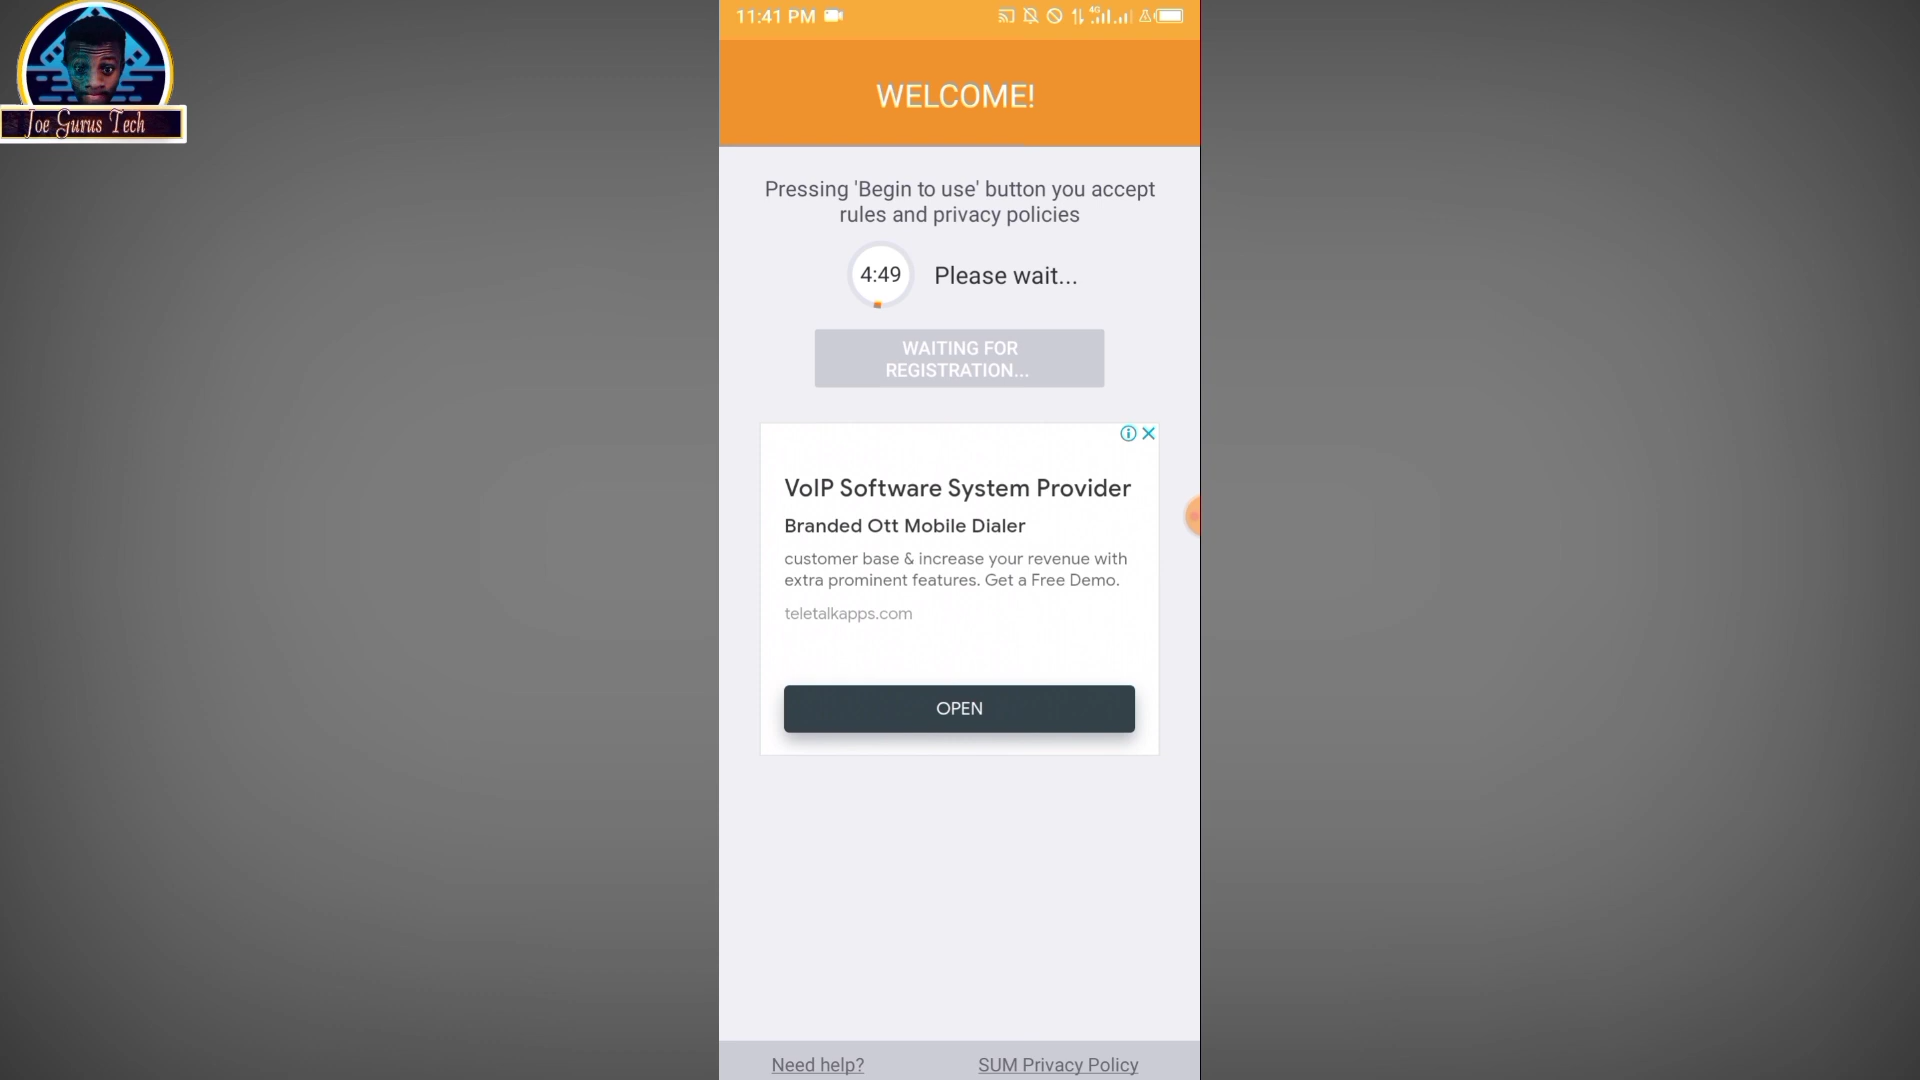 11:41 PM
4G
Joe Gurus Tech
WELCOME!
Pressing 'Begin to use' button you accept
rules and privacy policies
4:49
Please wait...
WAITING FOR
REGISTRATION...
VoIP Software System Provider
Branded Ott Mobile Dialer
customer base & increase your revenue with
extra prominent features. Get a Free Demo.
teletalkapps.com
OPEN
Need help?
SUM Privacy Policy